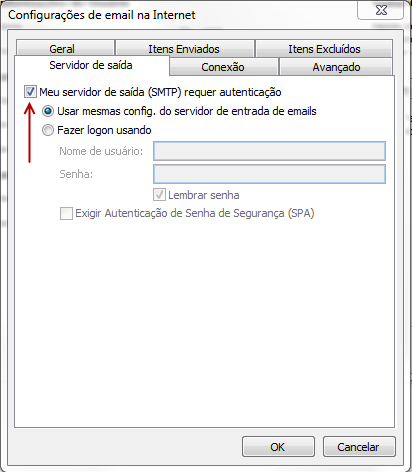 Configurações de email na Internet
Geral
Itens Enviados
Itens Excluídos
Servidor de saída
Conexão
Avançado
Meu servidor de saída (SMTP) requer autenticação
Usar mesmas config. do servidor de entrada de emails
Fazer logon usando
Nome de usuário:
Senha:
Lembrar senha
Exigir Autenticação de Senha de Segurança (SPA)
OK
Cancelar